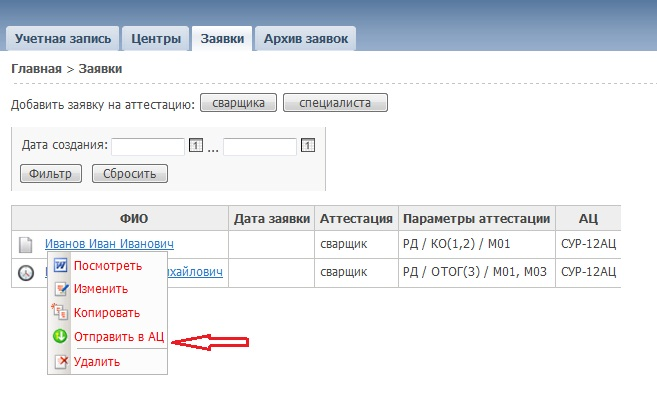 Учетная запись Центры Заявки Архив заявок
Главная > Заявки
Добавить заявку на аттестацию: сварщика специалиста
Дата создания: 1 ... 1
Фильтр Сбросить
ФИО Дата заявки Аттестация Параметры аттестации АЦ
Иванов Иван Иванович сварщик РД / КО(1,2) / М01 СУР-12АЦ
сварщик РД / ОТОГ(3) / М01, М03 СУР-12АЦ
Посмотреть
Изменить
Копировать
Отправить в АЦ
Удалить